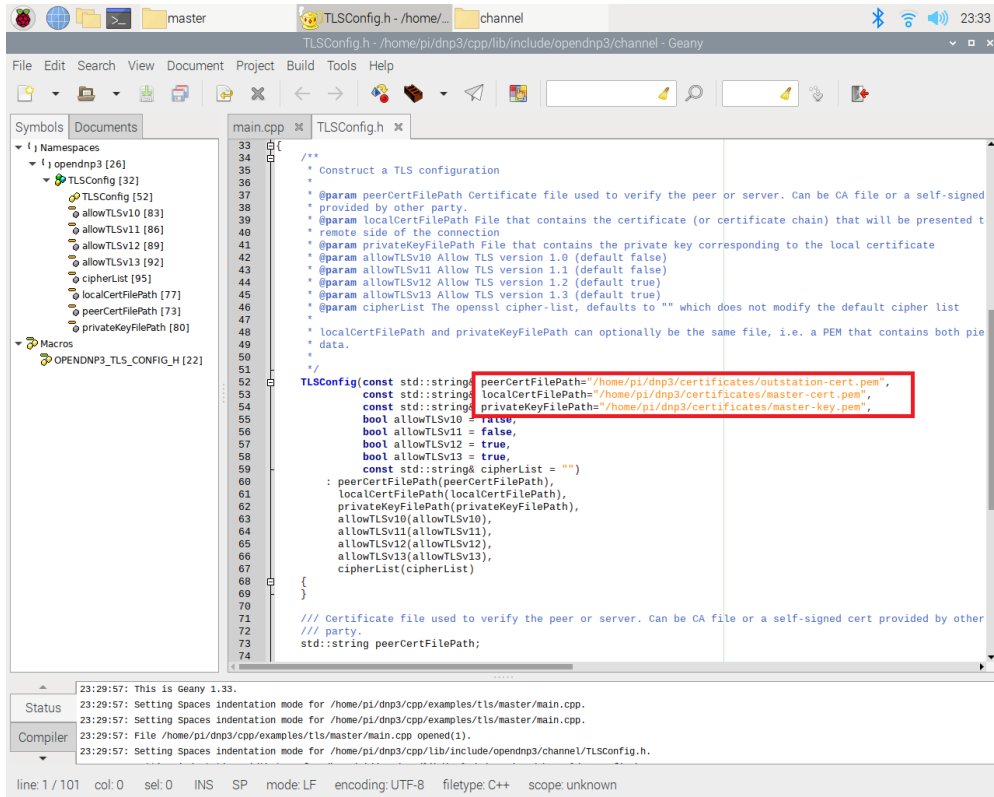 master
TLSConfig.h - /home/...
channel
23:33
TLSConfig.h - /home/pi/dnp3/cpp/lib/include/opendnp3/channel - Geany
File Edit Search View Document Project Build Tools Help
Symbols Documents
main.cpp TLSConfig.h
Namespaces
opendnp3 [26]
TLSConfig [32]
TLSConfig [52]
allowTLSv10 [83]
allowTLSv11 [86]
allowTLSv12 [89]
allowTLSv13 [92]
cipherList [95]
localCertFilePath [77]
peerCertFilePath [73]
privateKeyFilePath [80]
Macros
OPENDNP3_TLS_CONFIG_H [22]
33 {
34 /**
35 * Construct a TLS configuration
36 *
37 * @param peerCertFilePath Certificate file used to verify the peer or server. Can be CA file or a self-signed
38 * provided by other party.
39 * @param localCertFilePath File that contains the certificate (or certificate chain) that will be presented t
40 * remote side of the connection
41 * @param privateKeyFilePath File that contains the private key corresponding to the local certificate
42 * @param allowTLSv10 Allow TLS version 1.0 (default false)
43 * @param allowTLSv11 Allow TLS version 1.1 (default false)
44 * @param allowTLSv12 Allow TLS version 1.2 (default true)
45 * @param allowTLSv13 Allow TLS version 1.3 (default true)
46 * @param cipherList The openssl cipher-list, defaults to "" which does not modify the default cipher list
47 *
48 * localCertFilePath and privateKeyFilePath can optionally be the same file, i.e. a PEM that contains both pie
49 * data.
50 *
51 */
52 TLSConfig(const std::string& peerCertFilePath="/home/pi/dnp3/certificates/outstation-cert.pem",
53 const std::string& localCertFilePath="/home/pi/dnp3/certificates/master-cert.pem",
54 const std::string& privateKeyFilePath="/home/pi/dnp3/certificates/master-key.pem",
55 bool allowTLSv10 = false,
56 bool allowTLSv11 = false,
57 bool allowTLSv12 = true,
58 bool allowTLSv13 = true,
59 const std::string& cipherList = "")
60 : peerCertFilePath(peerCertFilePath),
61 localCertFilePath(localCertFilePath),
62 privateKeyFilePath(privateKeyFilePath),
63 allowTLSv10(allowTLSv10),
64 allowTLSv11(allowTLSv11),
65 allowTLSv12(allowTLSv12),
66 allowTLSv13(allowTLSv13),
67 cipherList(cipherList)
68 {
69 }
70
71 /// Certificate file used to verify the peer or server. Can be CA file or a self-signed cert provided by other
72 /// party.
73 std::string peerCertFilePath;
74
Status
Compiler
23:29:57: This is Geany 1.33.
23:29:57: Setting Spaces indentation mode for /home/pi/dnp3/cpp/examples/tls/master/main.cpp.
23:29:57: Setting Spaces indentation mode for /home/pi/dnp3/cpp/examples/tls/master/main.cpp.
23:29:57: File /home/pi/dnp3/cpp/examples/tls/master/main.cpp opened(1).
23:29:57: Setting Spaces indentation mode for /home/pi/dnp3/cpp/lib/include/opendnp3/channel/TLSConfig.h.
line: 1 / 101 col: 0 sel: 0 INS SP mode: LF encoding: UTF-8 filetype: C++ scope: unknown